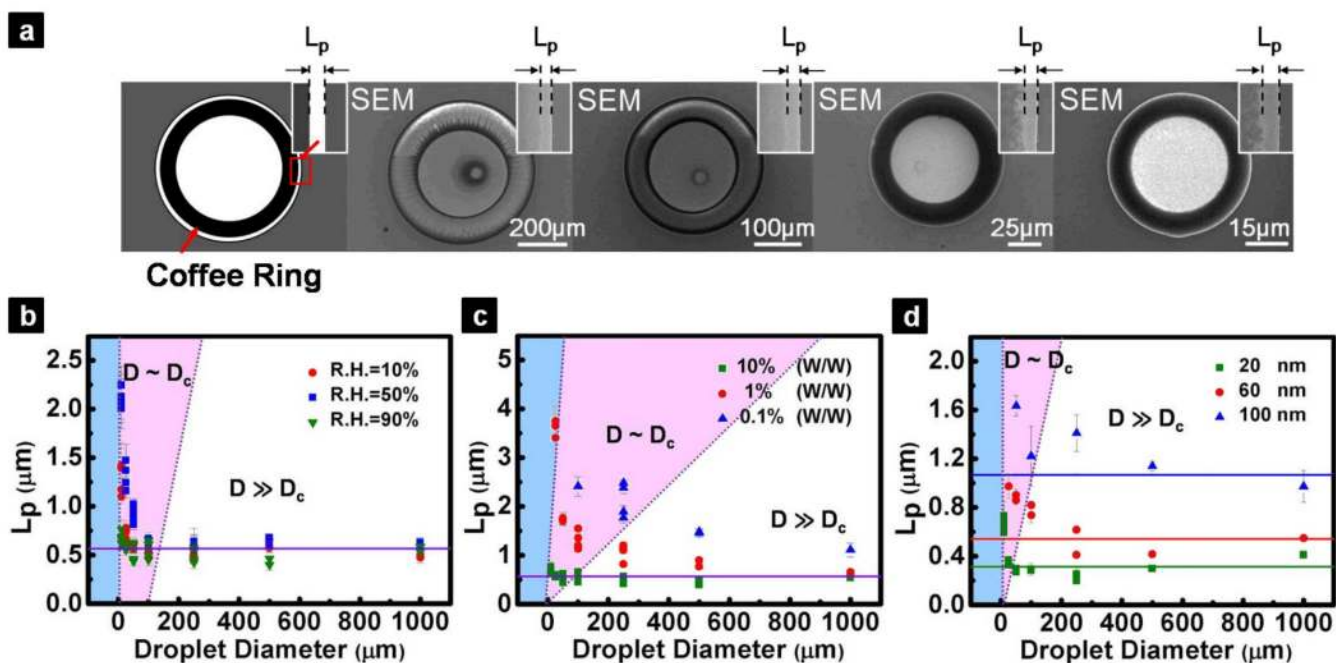 a
Lp Lp Lp Lp Lp
SEM SEM SEM SEM
200μm 100μm 25μm 15μm
Coffee Ring
b
Lp (μm)
2.5
2.0
1.5
1.0
0.5
0.0
D ~ Dc
R.H.=10%
R.H.=50%
R.H.=90%
D ≫ Dc
0 200 400 600 800 1000
Droplet Diameter (μm)
c
Lp (μm)
5
4
3
2
1
0
10% (W/W)
1% (W/W)
0.1% (W/W)
D ~ Dc
D ≫ Dc
0 200 400 600 800 1000
Droplet Diameter (μm)
d
Lp (μm)
2.0
1.6
1.2
0.8
0.4
0.0
D ~ Dc
20 nm
60 nm
100 nm
D ≫ Dc
0 200 400 600 800 1000
Droplet Diameter (μm)